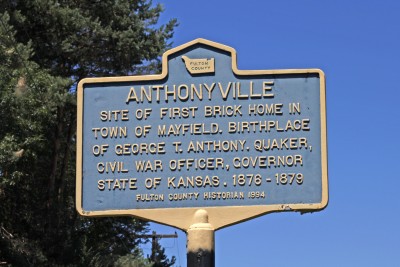 FULTON
COUNTY
ANTHONYVILLE
SITE OF FIRST BRICK HOME IN
TOWN OF MAYFIELD. BIRTHPLACE
OF GEORGE T. ANTHONY. QUAKER,
CIVIL WAR OFFICER, GOVERNOR
STATE OF KANSAS. 1876 - 1879
FULTON COUNTY HISTORIAN 1994